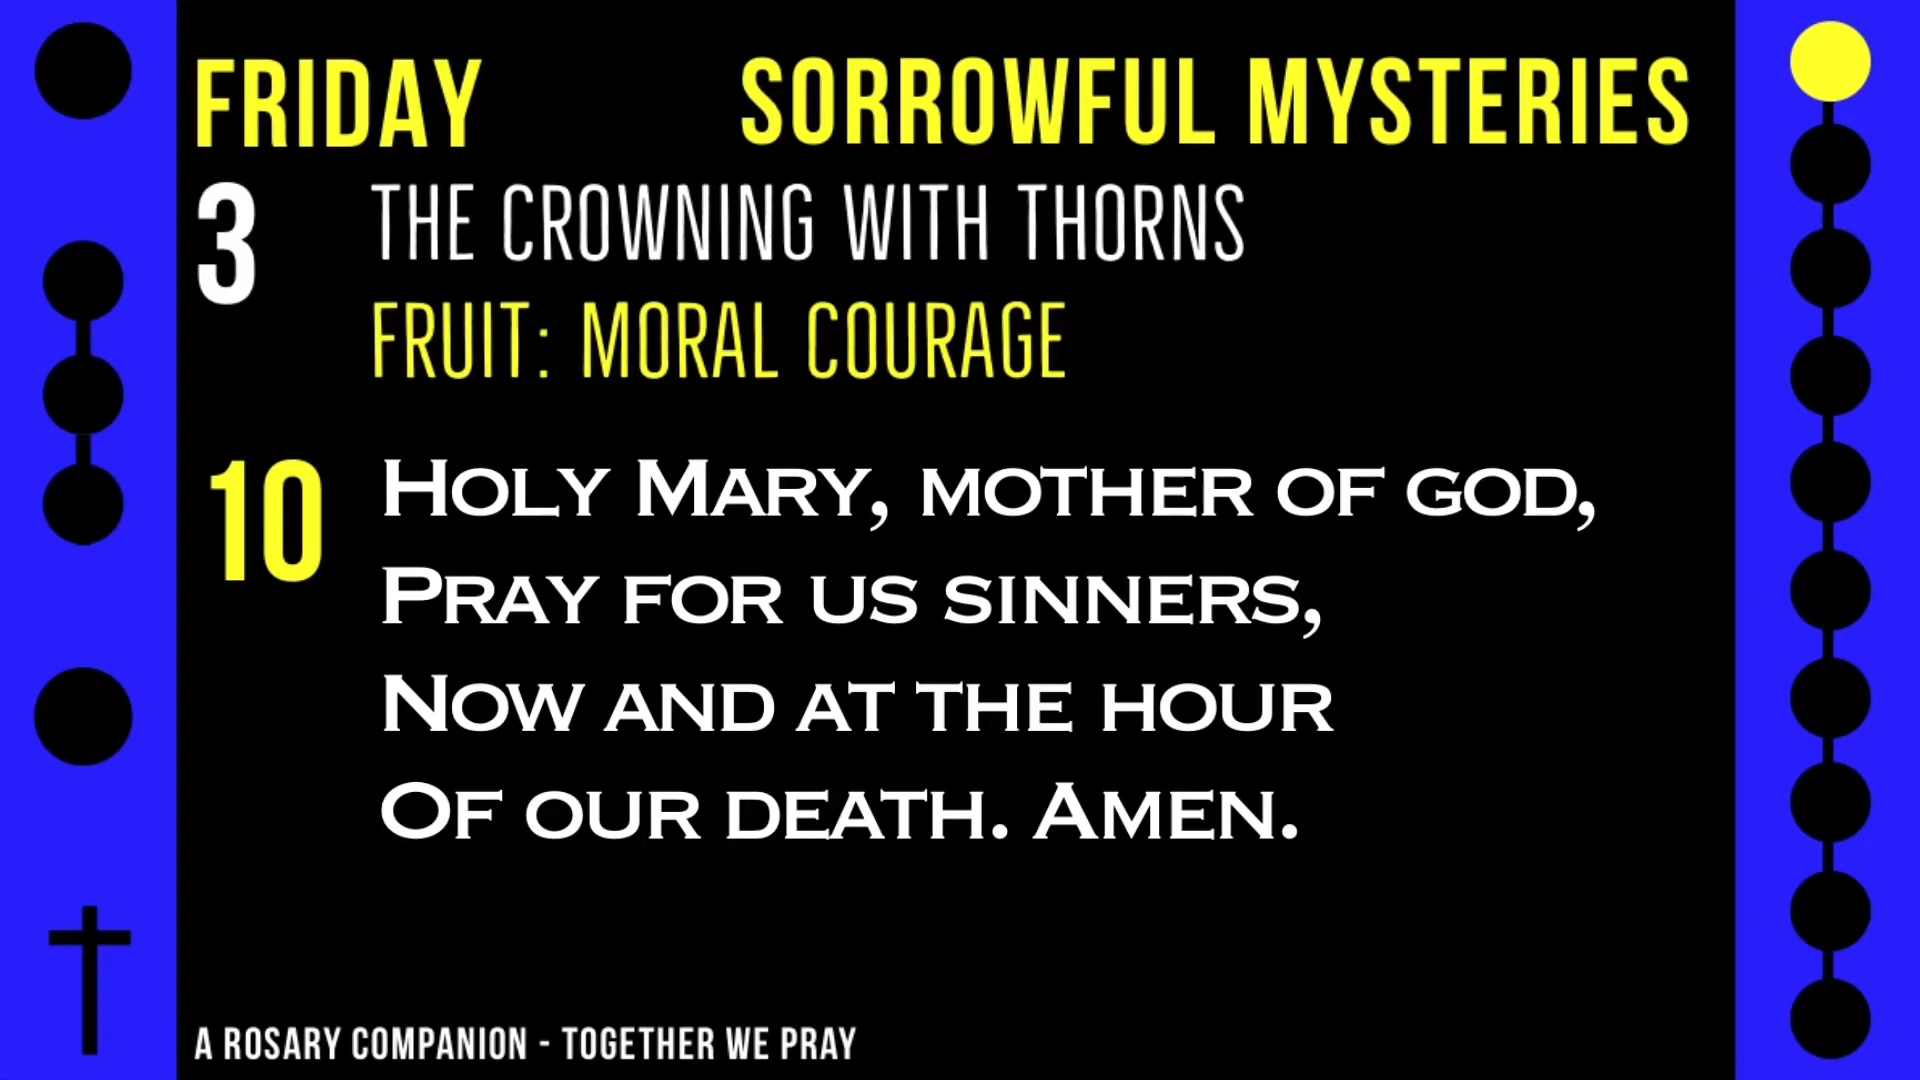 FRIDAY SORROWFUL MYSTERIES
3 THE CROWNING WITH THORNS
FRUIT: MORAL COURAGE
10 HOLY MARY, MOTHER OF GOD,
PRAY FOR US SINNERS,
NOW AND AT THE HOUR
OF OUR DEATH. AMEN.
A ROSARY COMPANION - TOGETHER WE PRAY